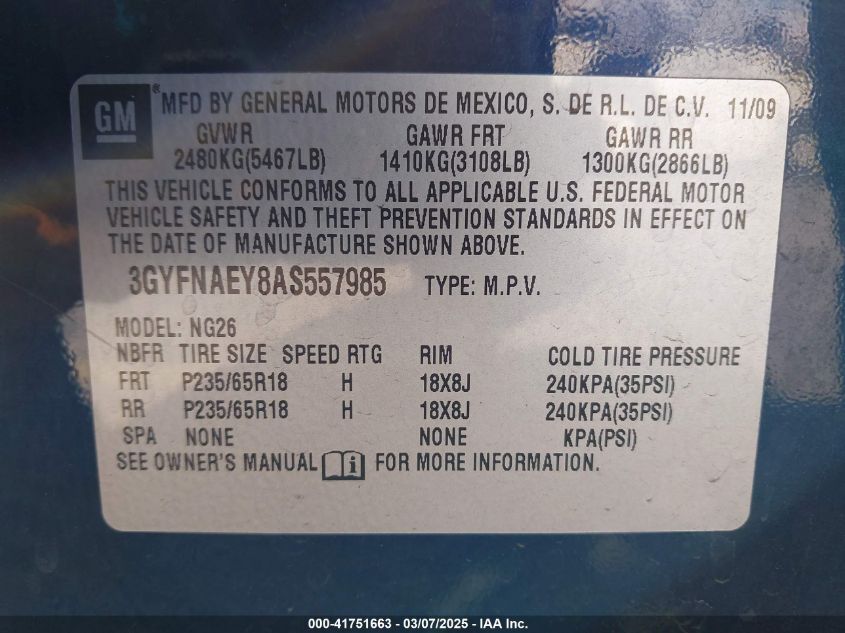 GM ® MFD BY GENERAL MOTORS DE MEXICO, S. DE R.L. DE C.V. 11/09
GVWR GAWR FRT GAWR RR
2480KG(5467LB) 1410KG(3108LB) 1300KG(2866LB)
THIS VEHICLE CONFORMS TO ALL APPLICABLE U.S. FEDERAL MOTOR
VEHICLE SAFETY AND THEFT PREVENTION STANDARDS IN EFFECT ON
THE DATE OF MANUFACTURE SHOWN ABOVE.
3GYFNAEY8AS557985 TYPE: M.P.V.
MODEL: NG26
NBFR TIRE SIZE SPEED RTG RIM COLD TIRE PRESSURE
FRT P235/65R18 H 18X8J 240KPA(35PSI)
RR P235/65R18 H 18X8J 240KPA(35PSI)
SPA NONE NONE KPA(PSI)
SEE OWNER'S MANUAL FOR MORE INFORMATION.
000-41751663 - 03/07/2025 - IAA Inc.